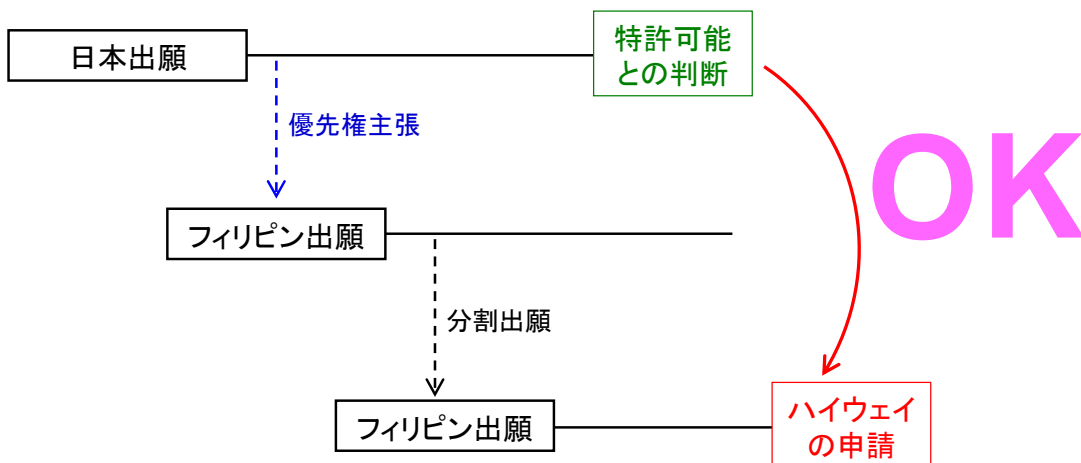 日本出願
特許可能
との判断
優先権主張
OK
フィリピン出願
分割出願
フィリピン出願
ハイウェイ
の申請